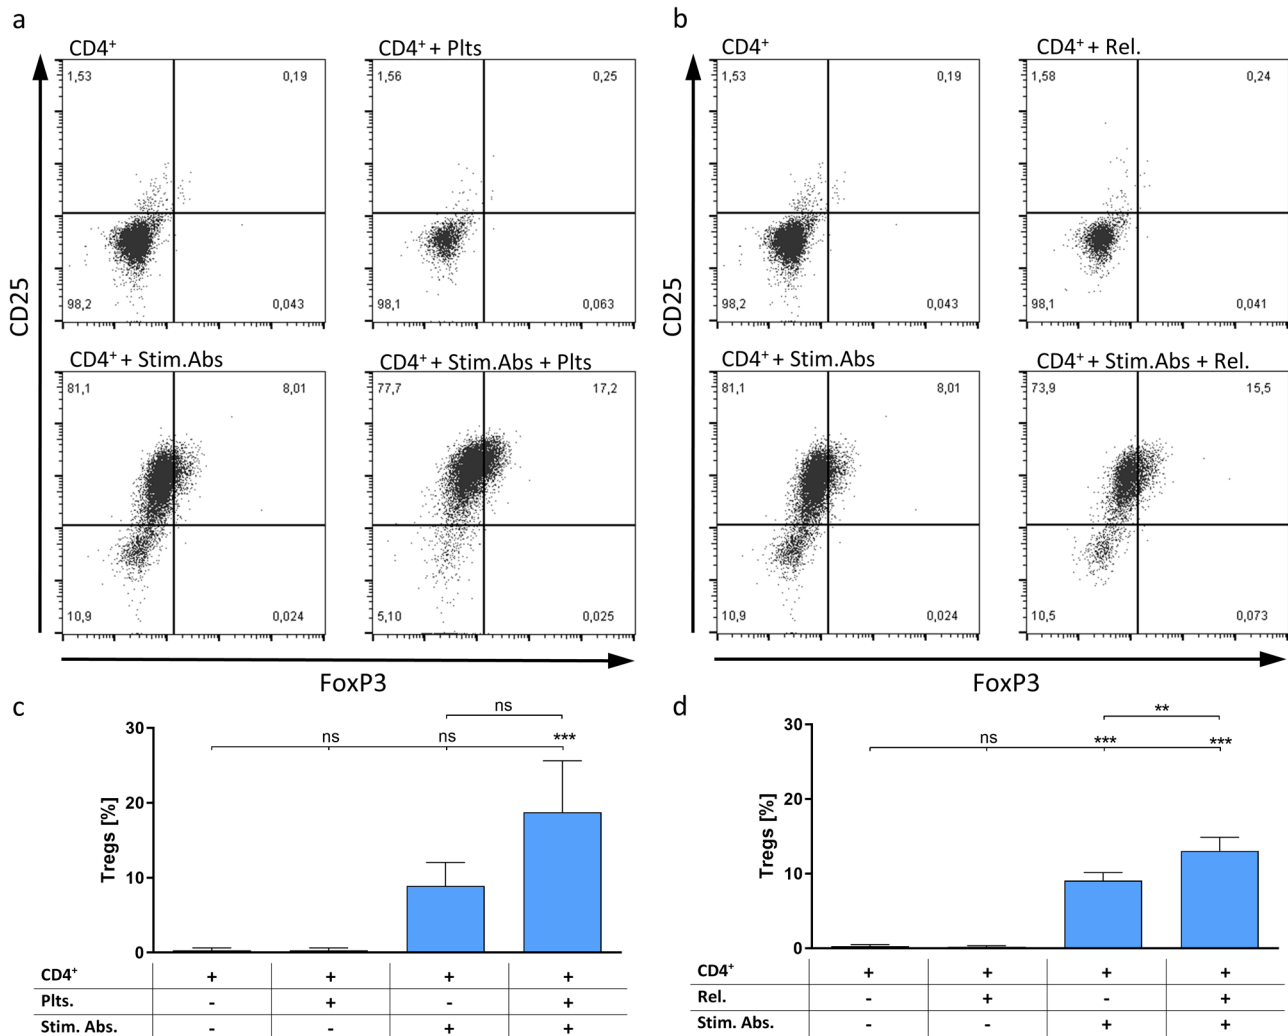 a
CD4⁺
1,53
0,19
98,2
0,043
CD4⁺ + Plts
1,56
0,25
98,1
0,063
CD4⁺ + Stim.Abs
81,1
8,01
10,9
0,024
CD4⁺ + Stim.Abs + Plts
77,7
17,2
5,10
0,025
CD25
FoxP3
b
CD4⁺
1,53
0,19
98,2
0,043
CD4⁺ + Rel.
1,58
0,24
98,1
0,041
CD4⁺ + Stim.Abs
81,1
8,01
10,9
0,024
CD4⁺ + Stim.Abs + Rel.
73,9
15,5
10,5
0,073
CD25
FoxP3
c
ns
ns ns ***
30
20
10
0
Tregs [%]
CD4⁺ + + + +
Plts. - + - +
Stim. Abs. - - + +
d
**
ns *** ***
30
20
10
0
Tregs [%]
CD4⁺ + + + +
Rel. - + - +
Stim. Abs. - - + +